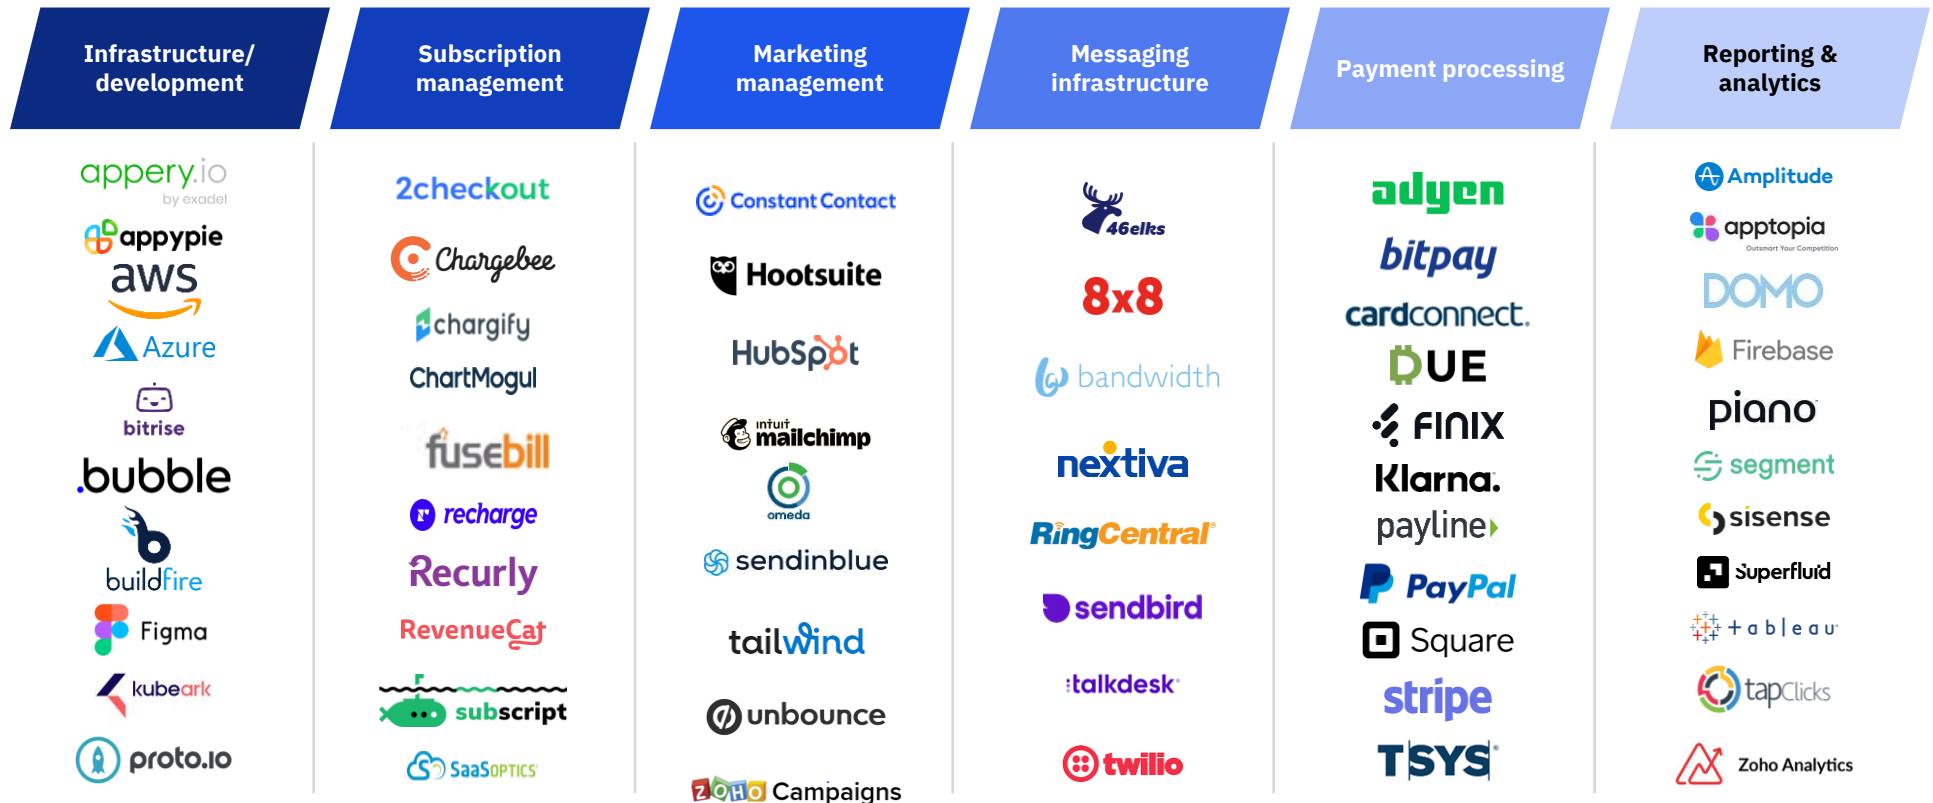 Infrastructure/
development
Subscription
management
Marketing
management
Messaging
infrastructure
Payment processing
Reporting &
analytics
appery.io
by exadel
appypie
aws
Azure
bitrise
.bubble
buildfire
Figma
kubeark
proto.io
2checkout
Chargebee
chargify
ChartMogul
fusebill
recharge
Recurly
RevenueCat
subscript
SaaSOPTICS
Constant Contact
Hootsuite
HubSpot
intuit
mailchimp
omeda
sendinblue
tailwind
unbounce
ZOHO Campaigns
46elks
8x8
bandwidth
nextiva
RingCentral®
sendbird
:talkdesk
twilio
adyen
bitpay
cardconnect.
DUE
FINIX
Klarna.
payline
PayPal
Square
stripe
TSYS®
Amplitude
apptopia
Outsmart Your Competition
DOMO
Firebase
piano
segment
sisense
Superfluid
+ableau
tapClicks
Zoho Analytics